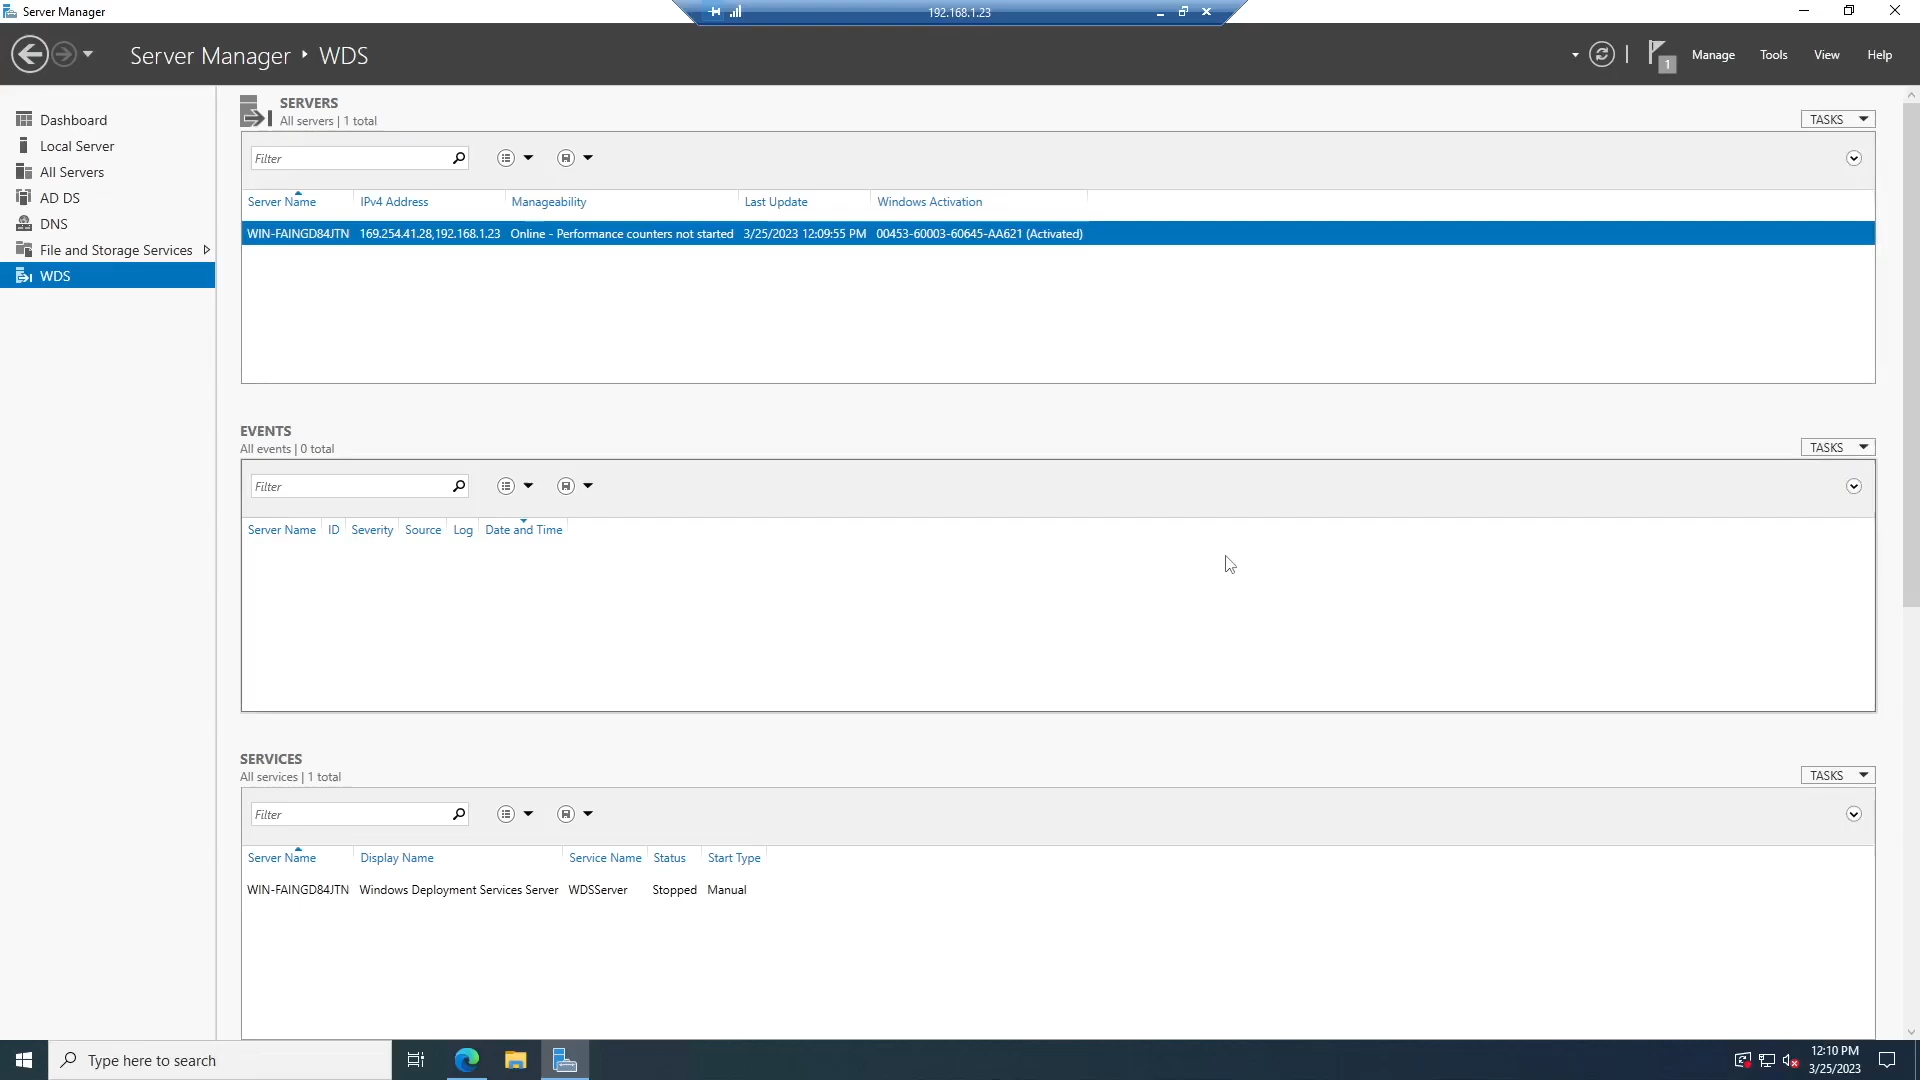 Server Manager
192.168.1.23
Server Manager WDS
1
Manage
Tools
View
Help
Dashboard
Local Server
All Servers
AD DS
DNS
File and Storage Services
WDS
SERVERS
All servers | 1 total
TASKS
Filter
Server Name IPv4 Address Manageability Last Update Windows Activation
WIN-FAINGD84JTN 169.254.41.28,192.168.1.23 Online - Performance counters not started 3/25/2023 12:09:55 PM 00453-60003-60645-AA621 (Activated)
EVENTS
All events | 0 total
TASKS
Filter
Server Name ID Severity Source Log Date and Time
SERVICES
All services | 1 total
TASKS
Filter
Server Name Display Name Service Name Status Start Type
WIN-FAINGD84JTN Windows Deployment Services Server WDSServer Stopped Manual
Type here to search
12:10 PM
3/25/2023